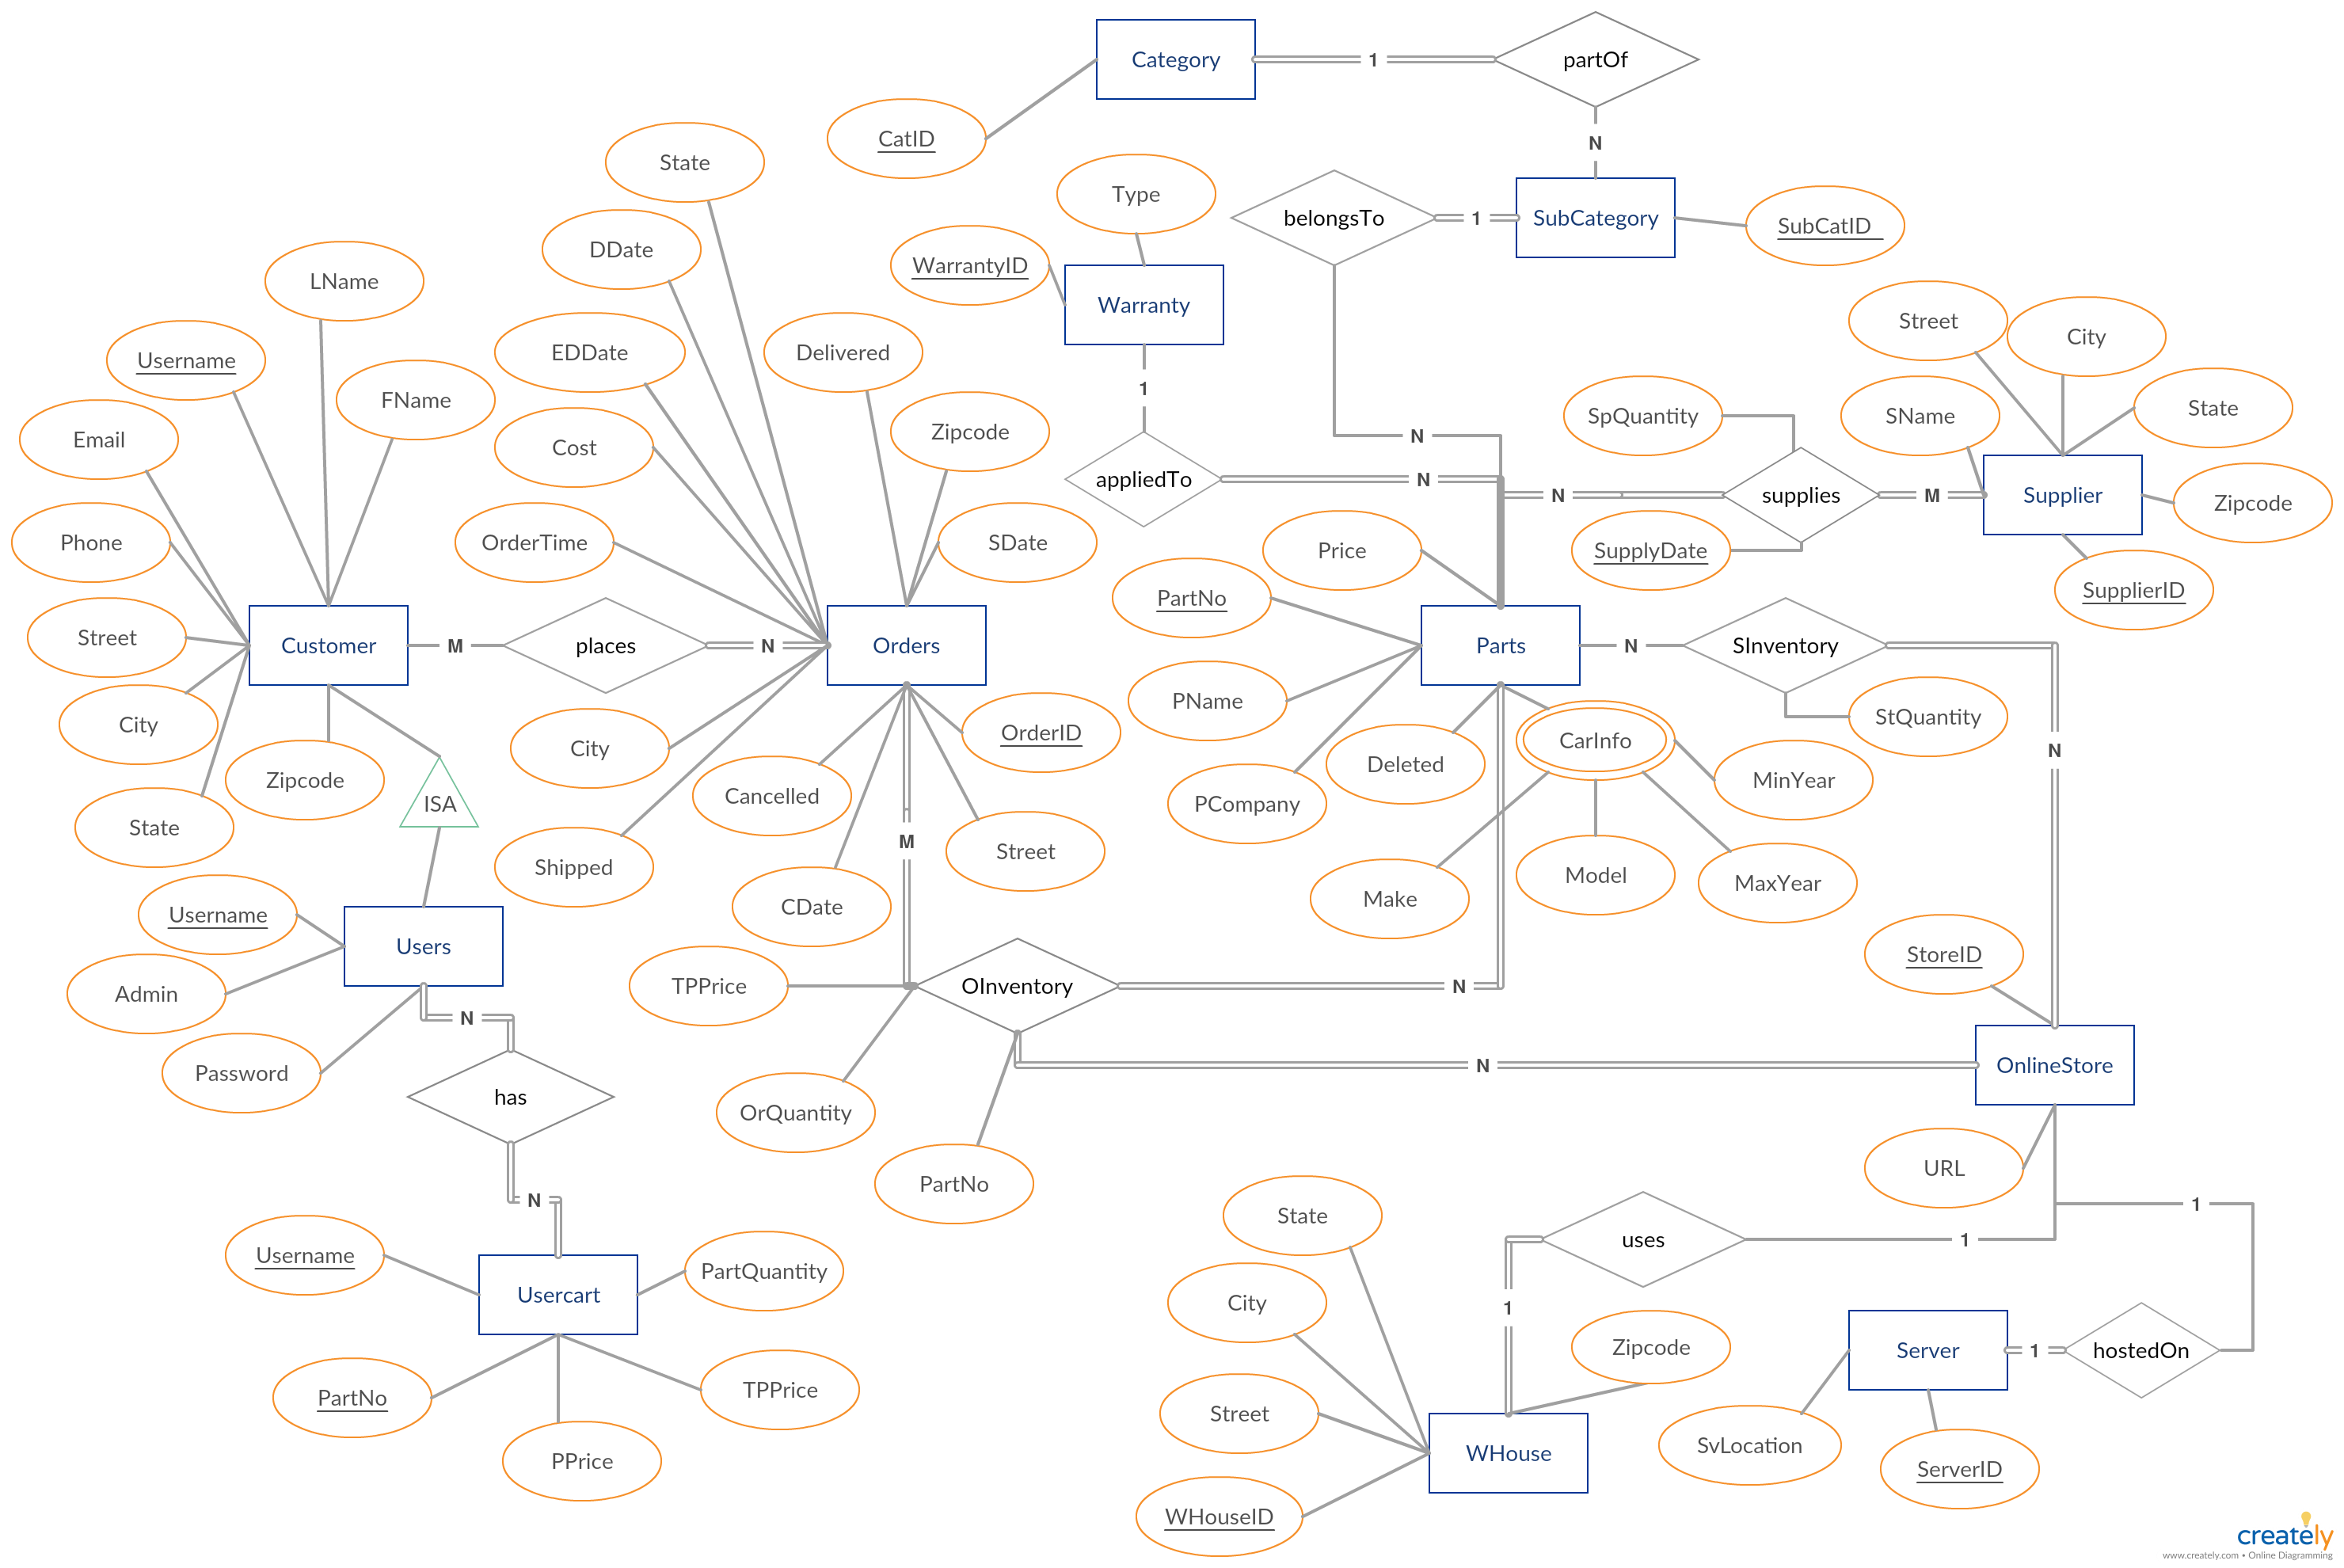 Category
1
partOf
CatID
N
State
Type
belongsTo
1
SubCategory
SubCatID
DDate
WarrantyID
LName
Warranty
Street
City
Username
EDDate
Delivered
1
FName
SpQuantity
SName
State
Email
Cost
Zipcode
N
appliedTo
N
N
supplies
M
Supplier
Zipcode
Phone
OrderTime
SDate
Price
SupplyDate
PartNo
SupplierID
Street
Customer
M
places
N
Orders
Parts
N
SInventory
PName
StQuantity
City
OrderID
CarInfo
City
N
Zipcode
Deleted
MinYear
ISA
Cancelled
PCompany
State
M
Shipped
Street
Make
Model
MaxYear
Username
CDate
Users
StoreID
Admin
TPPrice
OInventory
N
N
Password
N
OnlineStore
has
OrQuantity
PartNo
URL
N
State
1
Username
PartQuantity
uses
1
Usercart
City
1
Zipcode
Server
1
hostedOn
PartNo
TPPrice
Street
PPrice
WHouse
SvLocation
ServerID
WHouseID
creately
www.creately.com • Online Diagramming